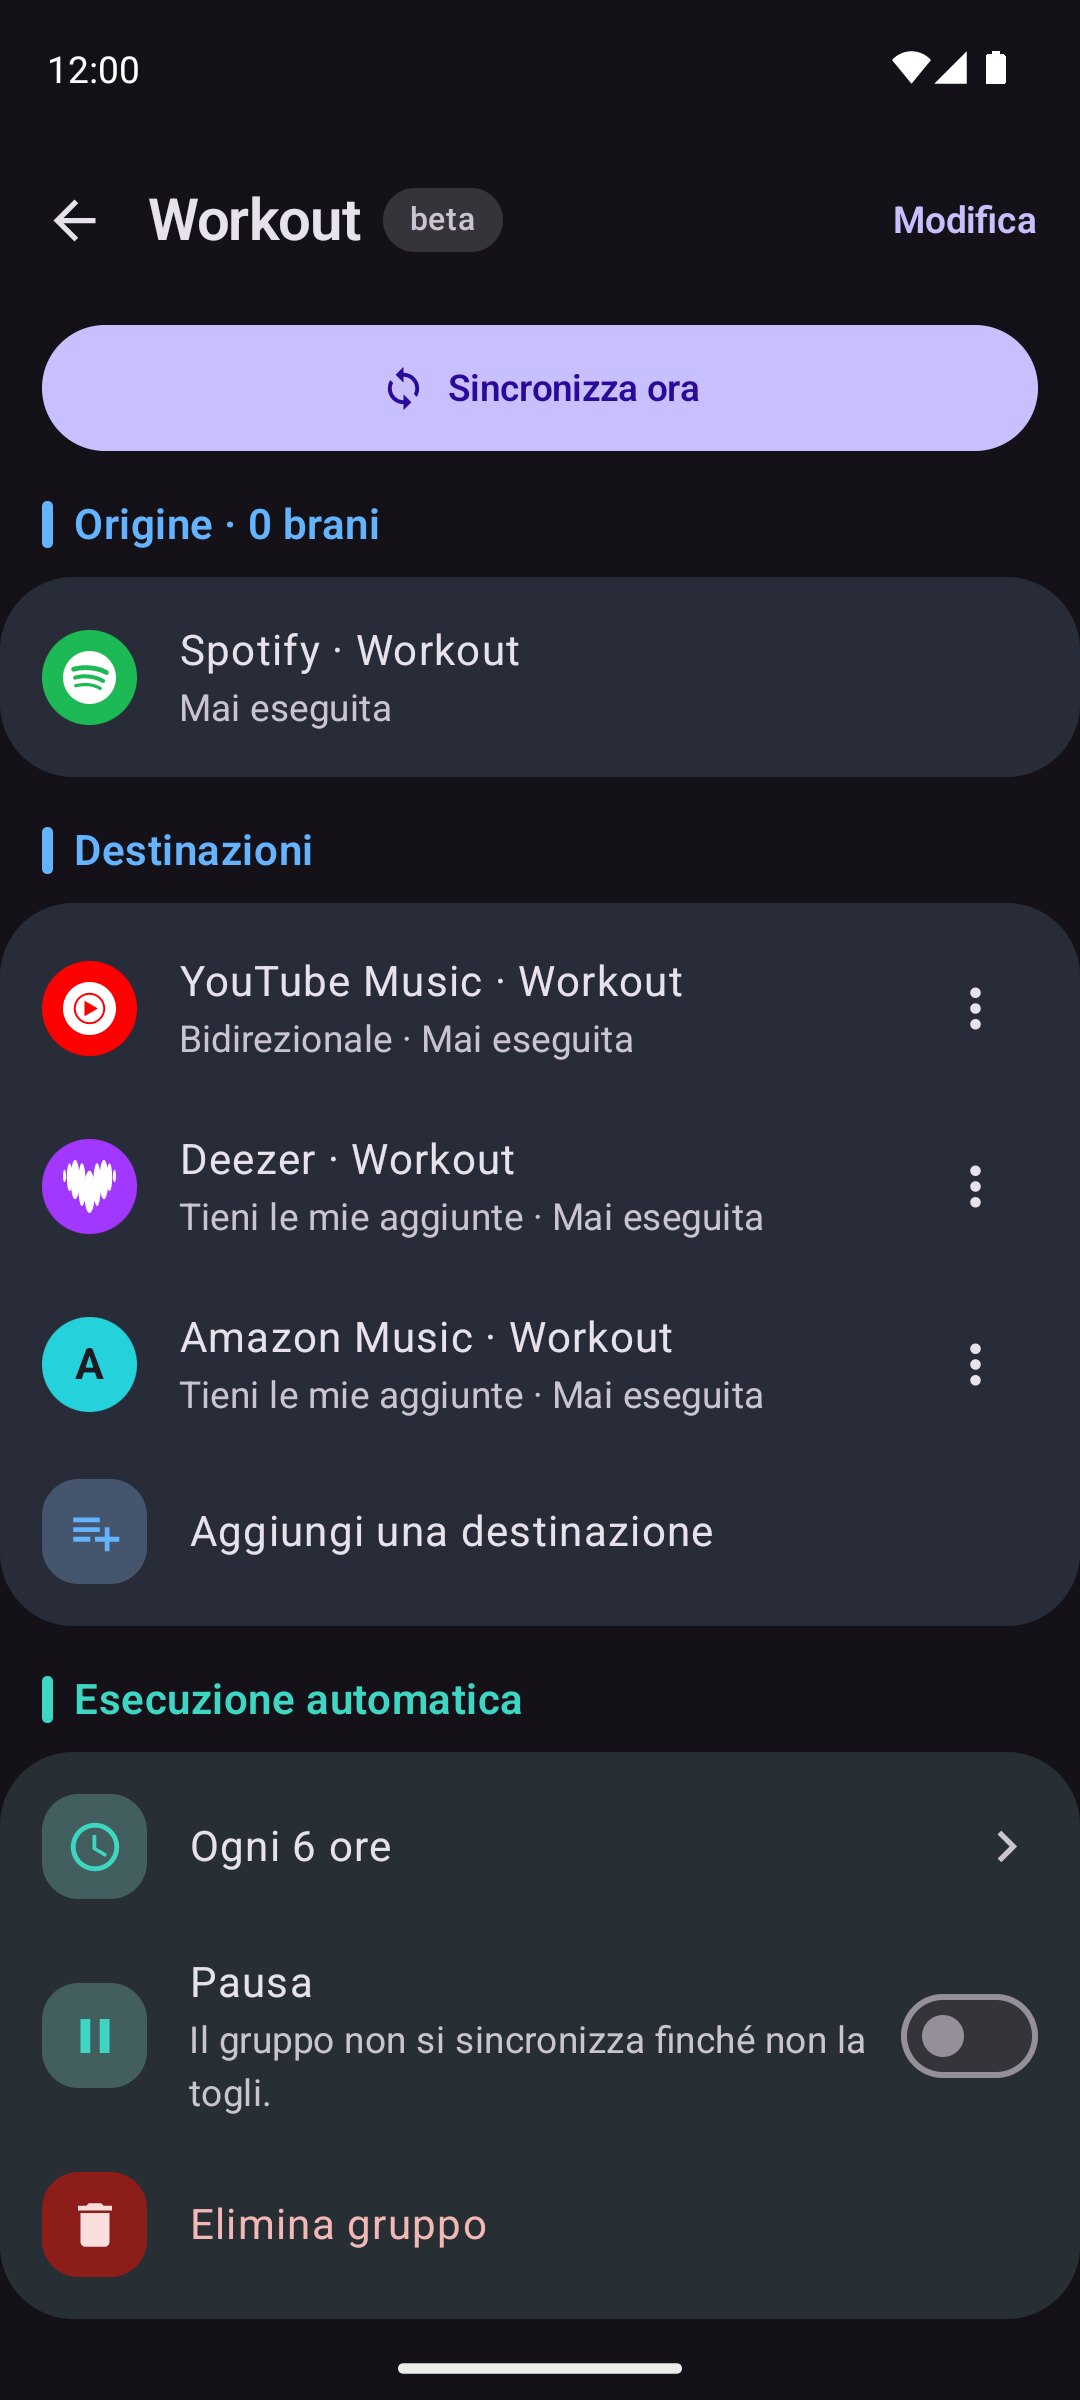 12:00
Workout beta Modifica
Sincronizza ora
Origine · 0 brani
Spotify · Workout
Mai eseguita
Destinazioni
YouTube Music · Workout
Bidirezionale · Mai eseguita
Deezer · Workout
Tieni le mie aggiunte · Mai eseguita
A
Amazon Music · Workout
Tieni le mie aggiunte · Mai eseguita
Aggiungi una destinazione
Esecuzione automatica
Ogni 6 ore
Pausa
Il gruppo non si sincronizza finché non la
togli.
Elimina gruppo